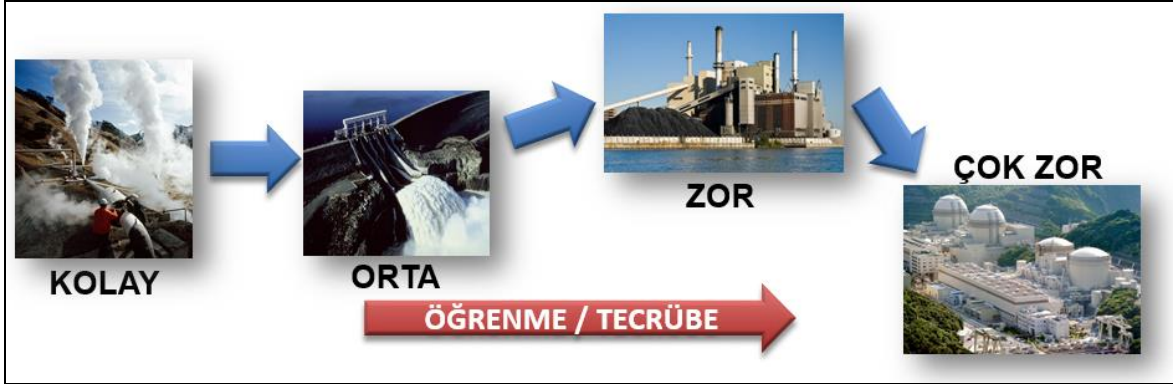 KOLAY
ORTA
ZOR
ÇOK ZOR
ÖĞRENME / TECRÜBE